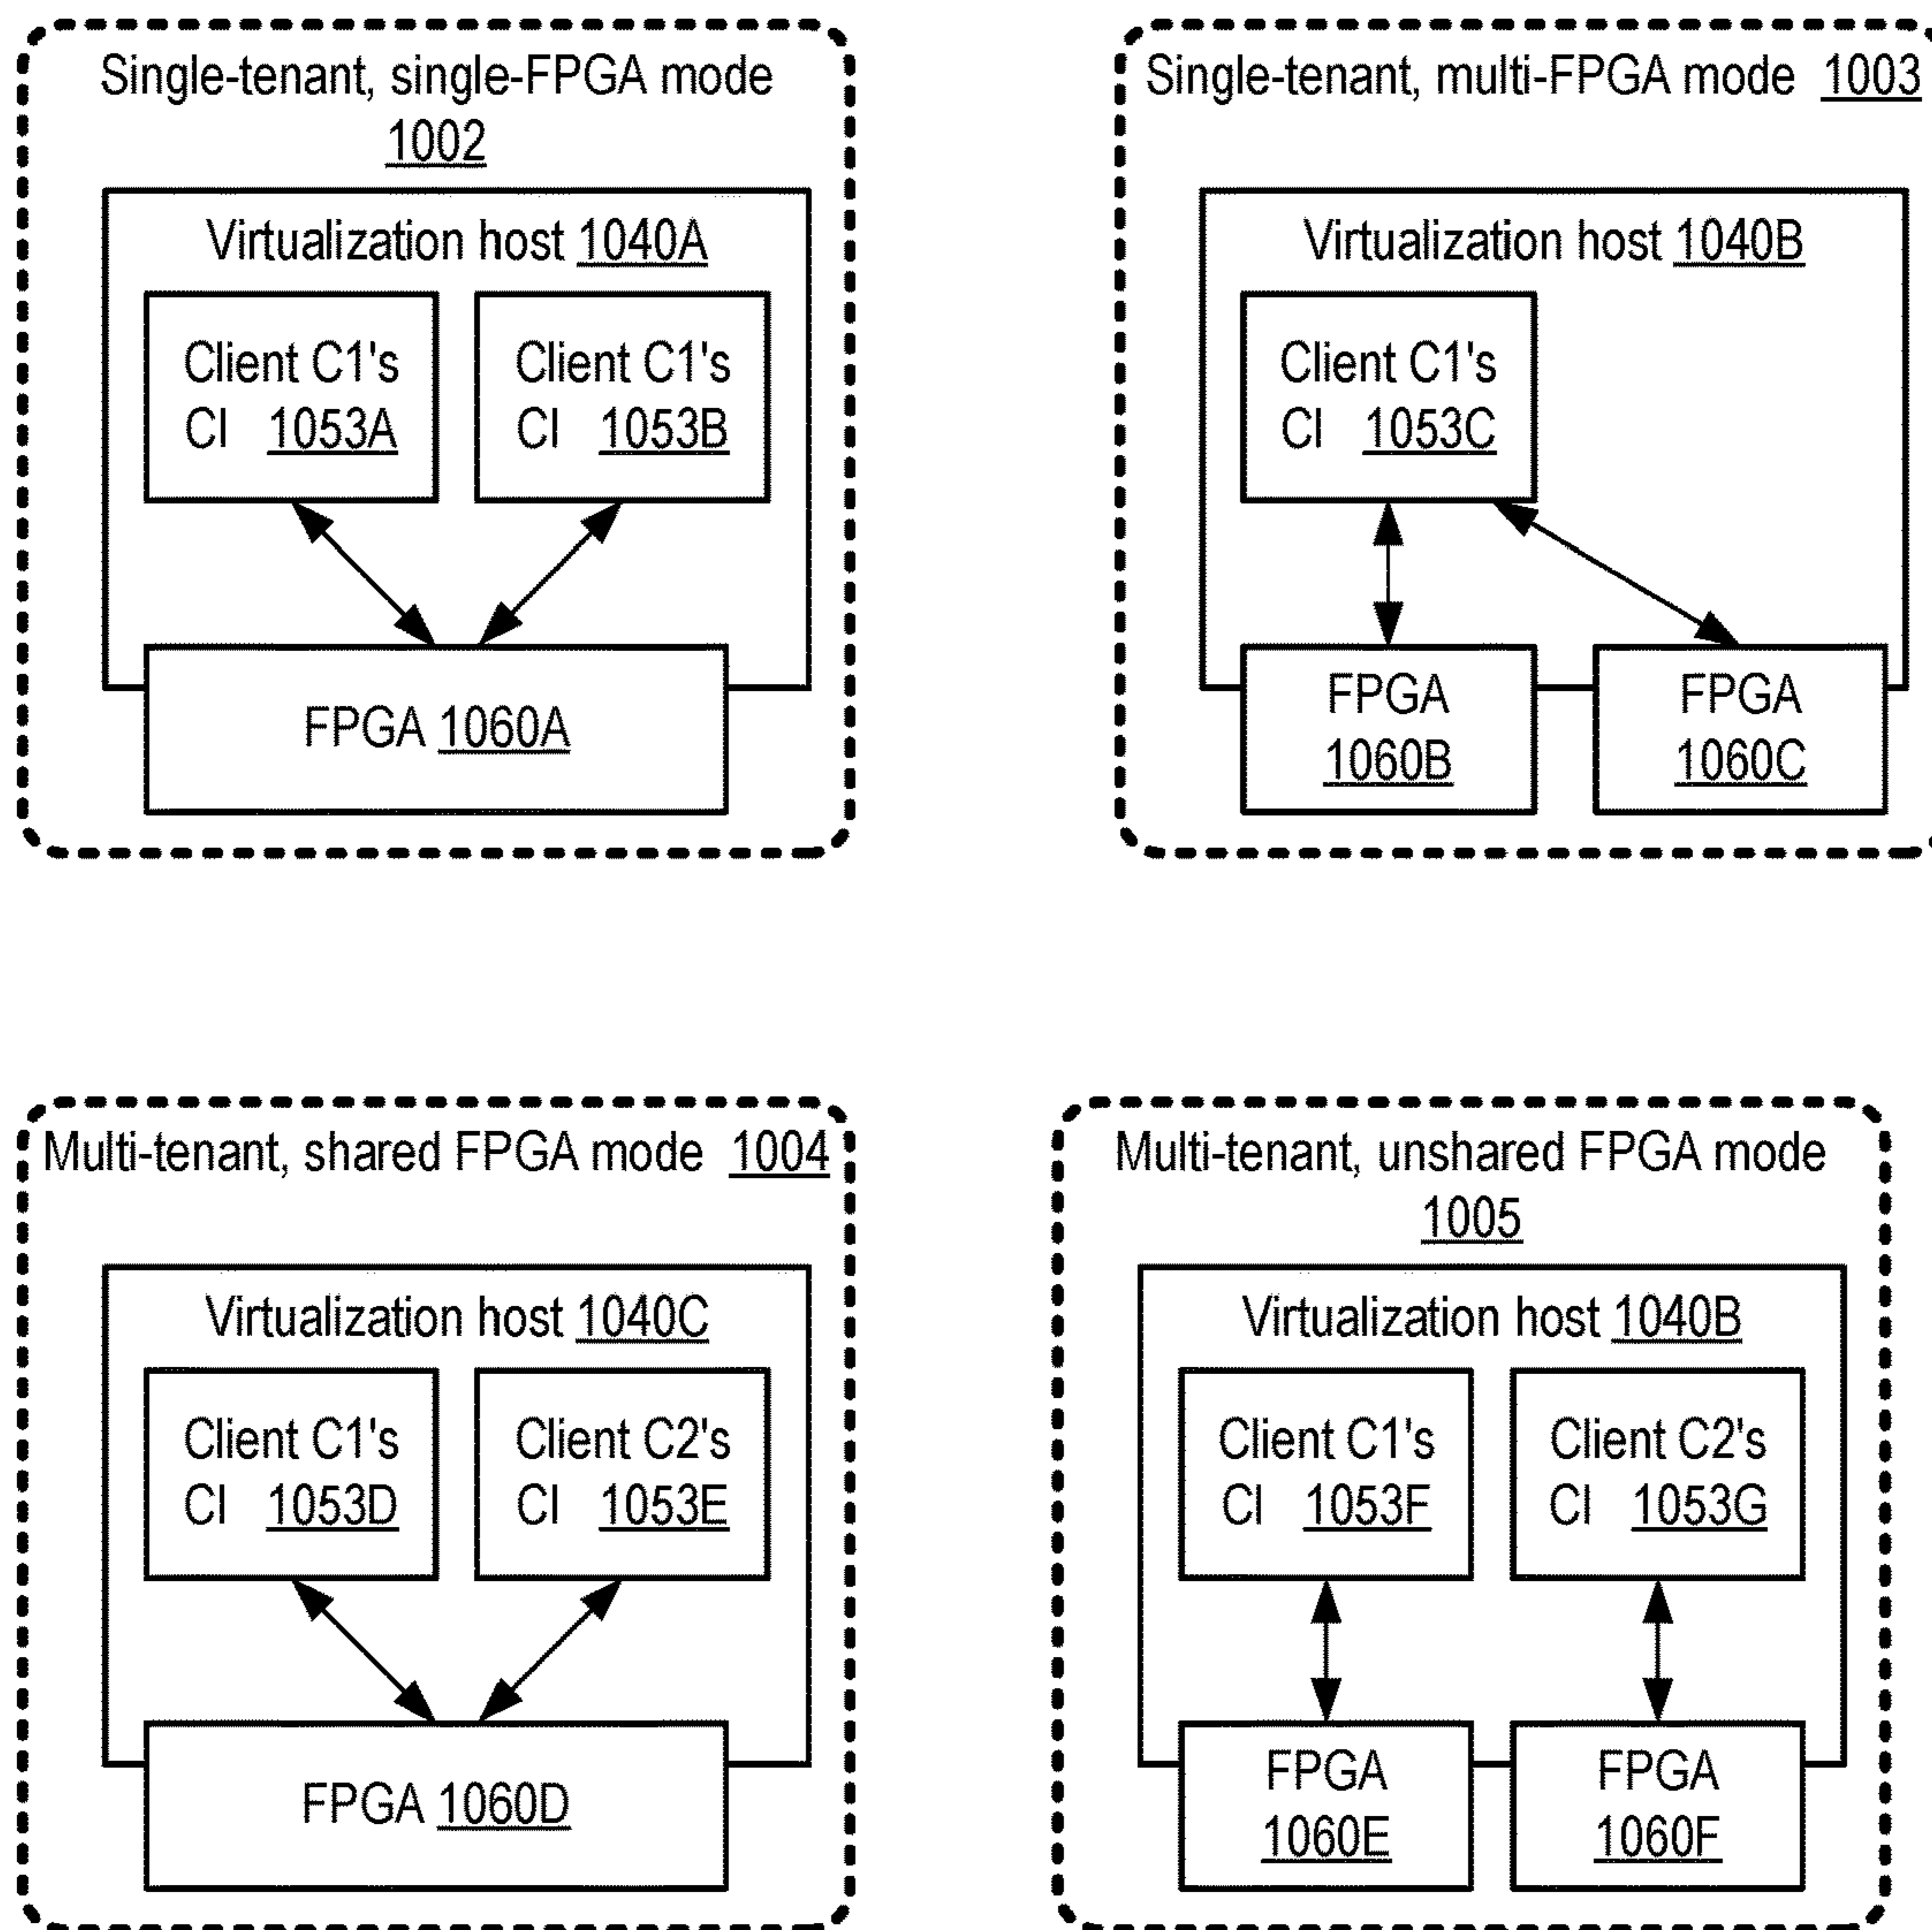 Single-tenant, single-FPGA mode
1002
Virtualization host 1040A
Client C1's
CI 1053A
Client C1's
CI 1053B
FPGA 1060A
Single-tenant, multi-FPGA mode 1003
Virtualization host 1040B
Client C1's
CI 1053C
FPGA
1060B
FPGA
1060C
Multi-tenant, shared FPGA mode 1004
Virtualization host 1040C
Client C1's
CI 1053D
Client C2's
CI 1053E
FPGA 1060D
Multi-tenant, unshared FPGA mode
1005
Virtualization host 1040B
Client C1's
CI 1053F
Client C2's
CI 1053G
FPGA
1060E
FPGA
1060F